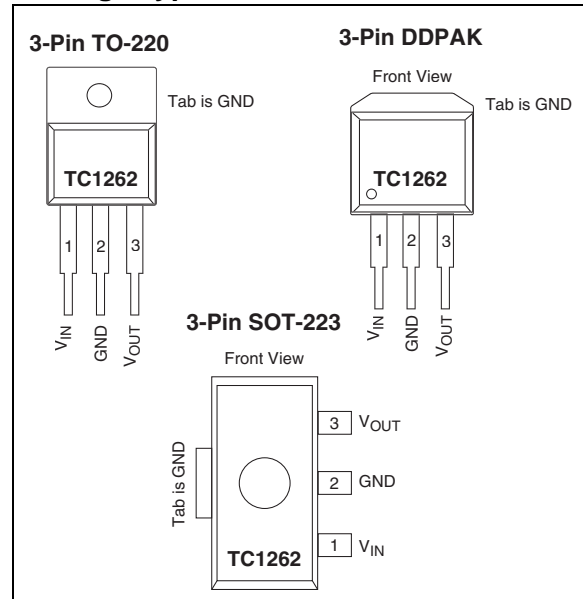 3-Pin TO-220
Tab is GND
TC1262
1 2 3
VIN GND VOUT
3-Pin DDPAK
Front View
Tab is GND
TC1262
1 2 3
VIN GND VOUT
3-Pin SOT-223
Front View
Tab is GND
3 VOUT
2 GND
1 VIN
TC1262